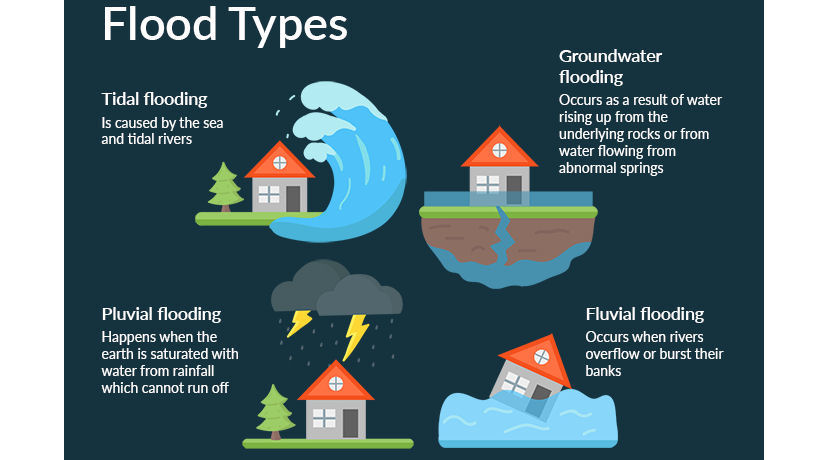 Flood Types
Tidal flooding
Is caused by the sea
and tidal rivers
Groundwater
flooding
Occurs as a result of water
rising up from the
underlying rocks or from
water flowing from
abnormal springs
Pluvial flooding
Happens when the
earth is saturated with
water from rainfall
which cannot run off
Fluvial flooding
Occurs when rivers
overflow or burst their
banks